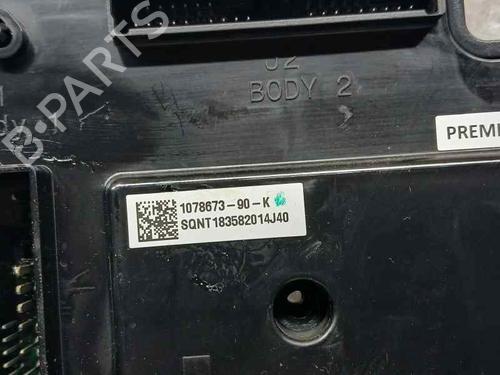 J2
BODY 2
PREMI
1078673-90-K
SQNT183582014J40
B-PARTS